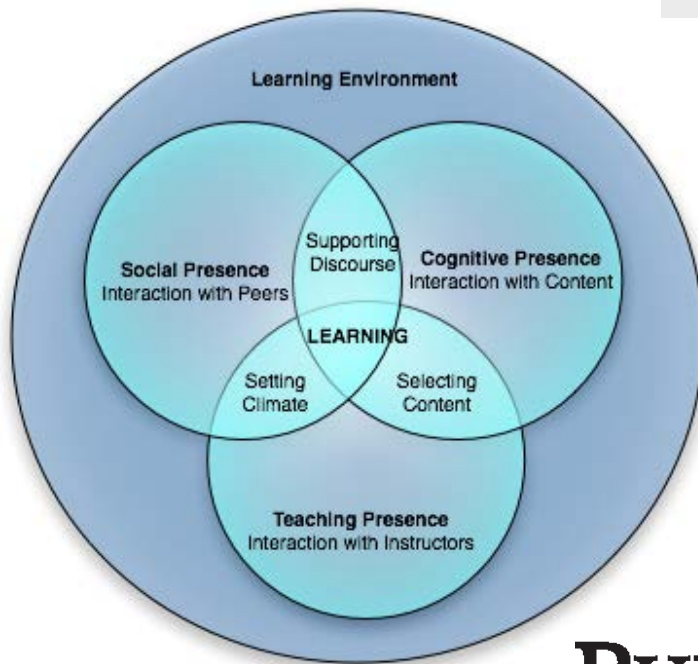 Learning Environment
Supporting
Discourse
Social Presence
Interaction with Peers
Cognitive Presence
Interaction with Content
LEARNING
Setting
Climate
Selecting
Content
Teaching Presence
Interaction with Instructors